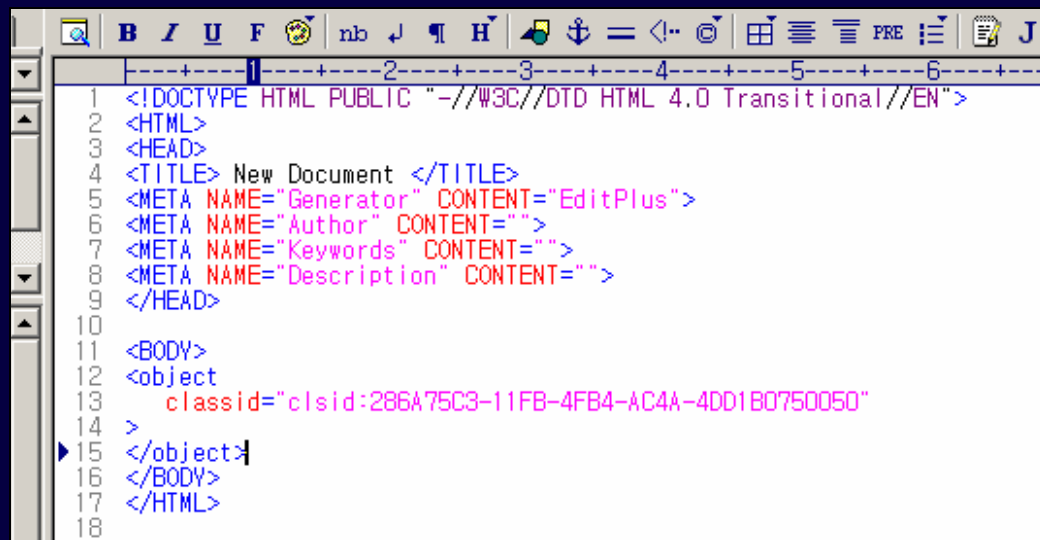 B I U F nb H PRE J
----+----1----+----2----+----3----+----4----+----5----+----6----+---
1 <!DOCTYPE HTML PUBLIC "-//W3C//DTD HTML 4.0 Transitional//EN">
2 <HTML>
3 <HEAD>
4 <TITLE> New Document </TITLE>
5 <META NAME="Generator" CONTENT="EditPlus">
6 <META NAME="Author" CONTENT="">
7 <META NAME="Keywords" CONTENT="">
8 <META NAME="Description" CONTENT="">
9 </HEAD>
10
11 <BODY>
12 <object
13 classid="clsid:286A75C3-11FB-4FB4-AC4A-4DD1B0750050"
14 >
15 </object>
16 </BODY>
17 </HTML>
18